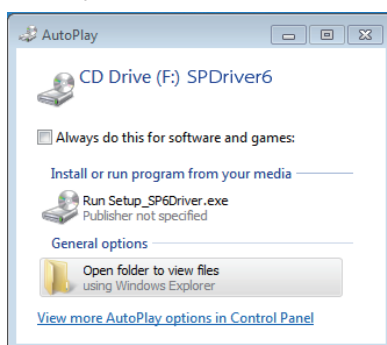 AutoPlay
CD Drive (F:) SPDriver6
Always do this for software and games:
Install or run program from your media
Run Setup_SP6Driver.exe
Publisher not specified
General options
Open folder to view files
using Windows Explorer
View more AutoPlay options in Control Panel